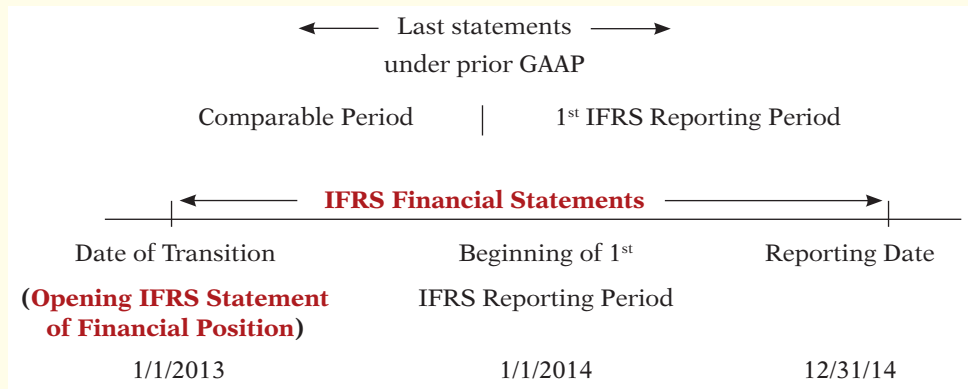 Last statements
under prior GAAP
Comparable Period | 1st IFRS Reporting Period
IFRS Financial Statements
Date of Transition Beginning of 1st Reporting Date
(Opening IFRS Statement IFRS Reporting Period
of Financial Position)
1/1/2013 1/1/2014 12/31/14